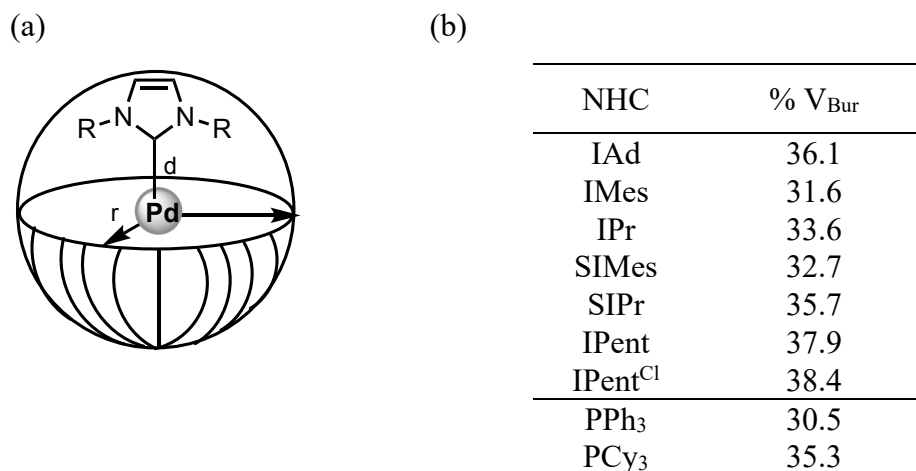 (a)
(b)
R
N
N
R
d
r
Pd
NHC % V_Bur
IAd 36.1
IMes 31.6
IPr 33.6
SIMes 32.7
SIPr 35.7
IPent 37.9
IPent^Cl 38.4
PPh₃ 30.5
PCy₃ 35.3